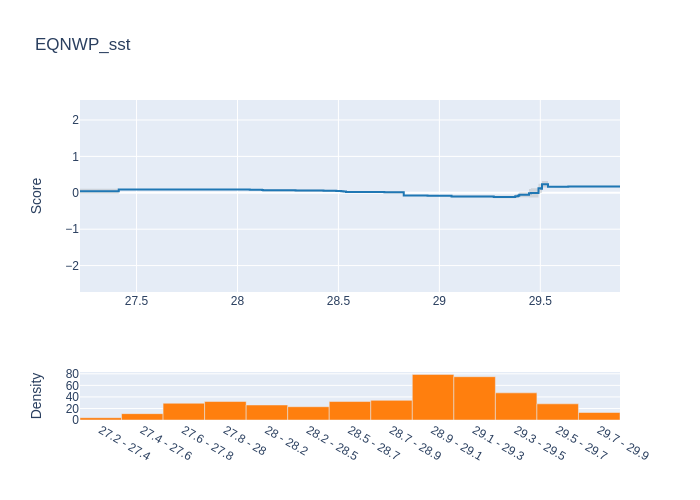 EQNWP_sst
Score
2
1
0
−1
−2
27.5 28 28.5 29 29.5
Density
80
60
40
20
0
27.2 - 27.4
27.4 - 27.6
27.6 - 27.8
27.8 - 28
28 - 28.2
28.2 - 28.5
28.5 - 28.7
28.7 - 28.9
28.9 - 29.1
29.1 - 29.3
29.3 - 29.5
29.5 - 29.7
29.7 - 29.9